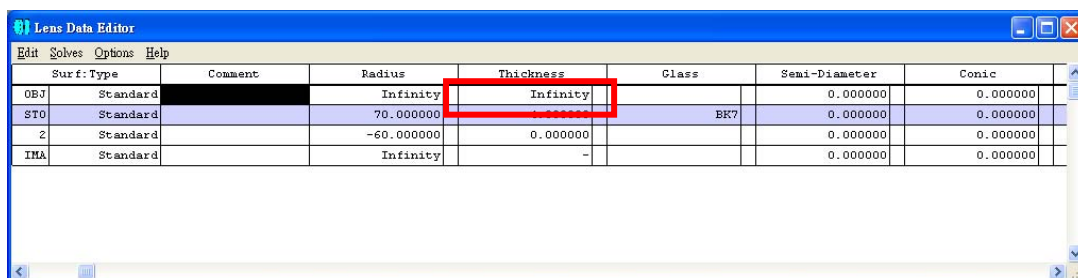 Lens Data Editor
Edit Solves Options Help
Surf:Type Comment Radius Thickness Glass Semi-Diameter Conic
OBJ Standard Infinity Infinity 0.000000 0.000000
STO Standard 70.000000 BK7 0.000000 0.000000
2 Standard -60.000000 0.000000 0.000000 0.000000
IMA Standard Infinity - 0.000000 0.000000